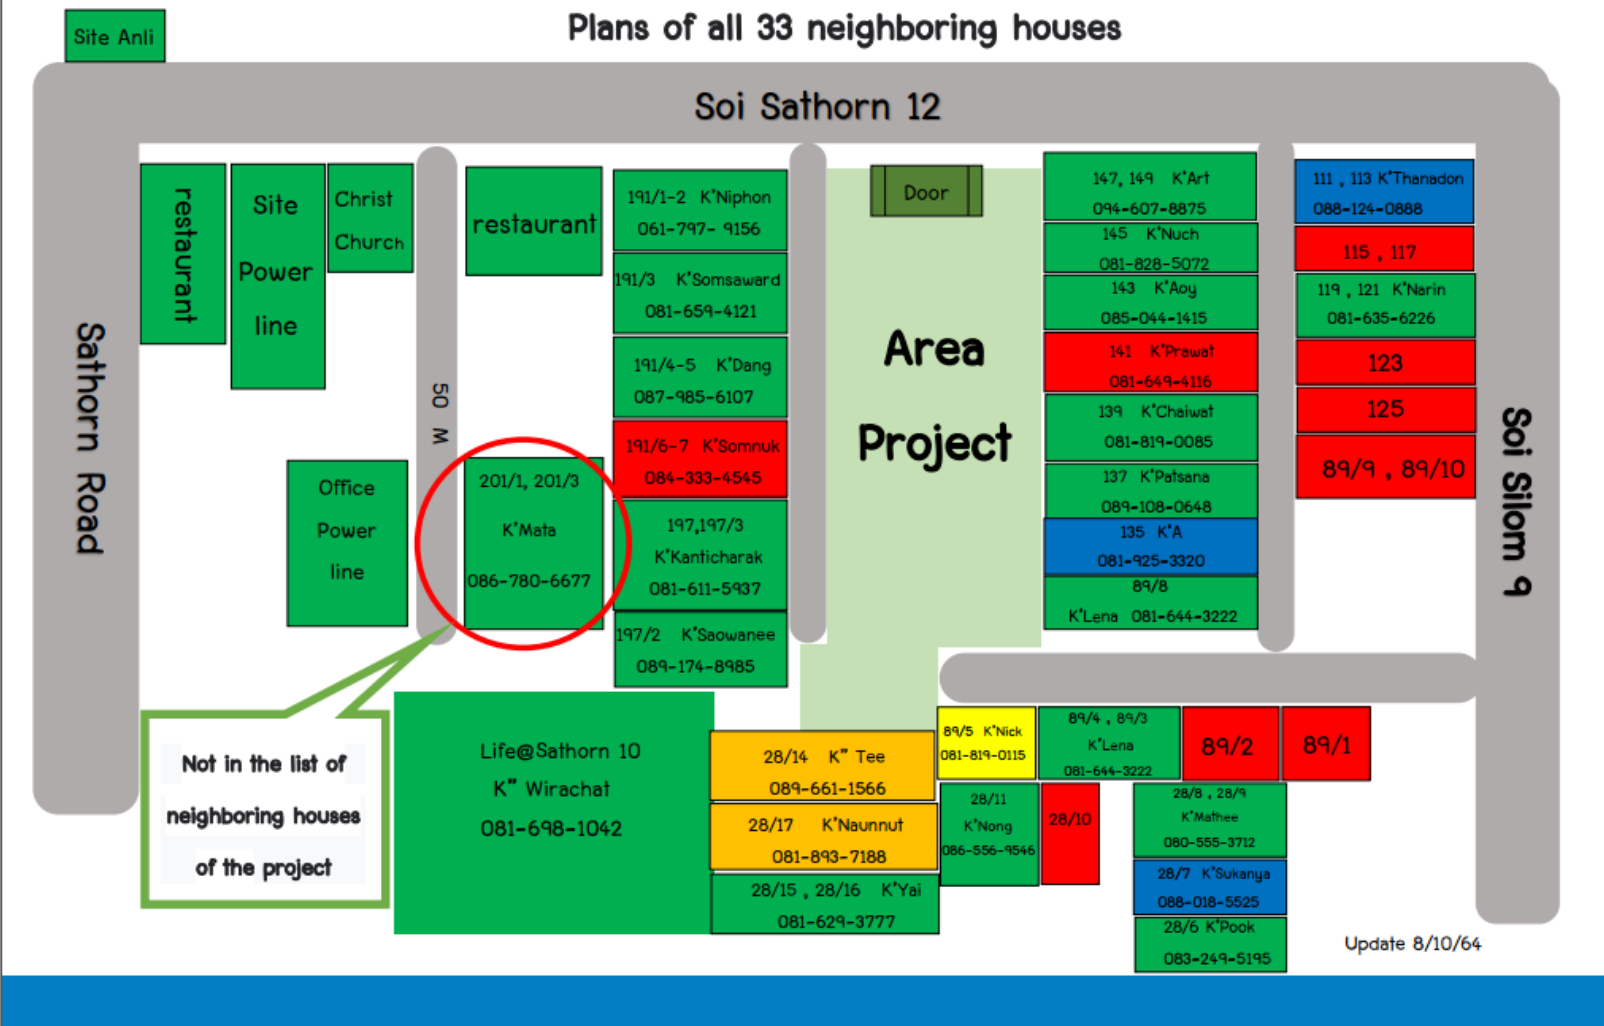 Plans of all 33 neighboring houses
Site Anli
Soi Sathorn 12
Sathorn Road
restaurant
Site
Power
line
Christ
Church
50 M
restaurant
191/1-2 K'Niphon
061-797- 9156
191/3 K'Somsaward
081-659-4121
191/4-5 K'Dang
087-985-6107
191/6-7 K'Somnuk
084-333-4545
197,197/3
K'Kanticharak
081-611-5937
197/2 K'Saowanee
089-174-8985
Office
Power
line
201/1, 201/3
K'Mata
086-780-6677
Door
Area
Project
147, 149 K'Art
094-607-8875
145 K'Nuch
081-828-5072
143 K'Aoy
085-044-1415
141 K'Prawat
081-649-4116
139 K'Chaiwat
081-819-0085
137 K'Patsana
089-108-0648
135 K'A
081-925-3320
89/8
K'Lena 081-644-3222
111 , 113 K'Thanadon
088-124-0888
115 , 117
119 , 121 K'Narin
081-635-6226
123
125
89/9 , 89/10
Soi Silom 9
Not in the list of
neighboring houses
of the project
Life@Sathorn 10
K" Wirachat
081-698-1042
28/14 K" Tee
089-661-1566
28/17 K'Naunnut
081-893-7188
28/15 , 28/16 K'Yai
081-629-3777
89/5 K'Nick
081-819-0115
89/4 , 89/3
K'Lena
081-644-3222
89/2
89/1
28/11
K'Nong
086-556-9546
28/10
28/8 , 28/9
K'Mathee
080-555-3712
28/7 K'Sukanya
088-018-5525
28/6 K'Pook
083-249-5195
Update 8/10/64